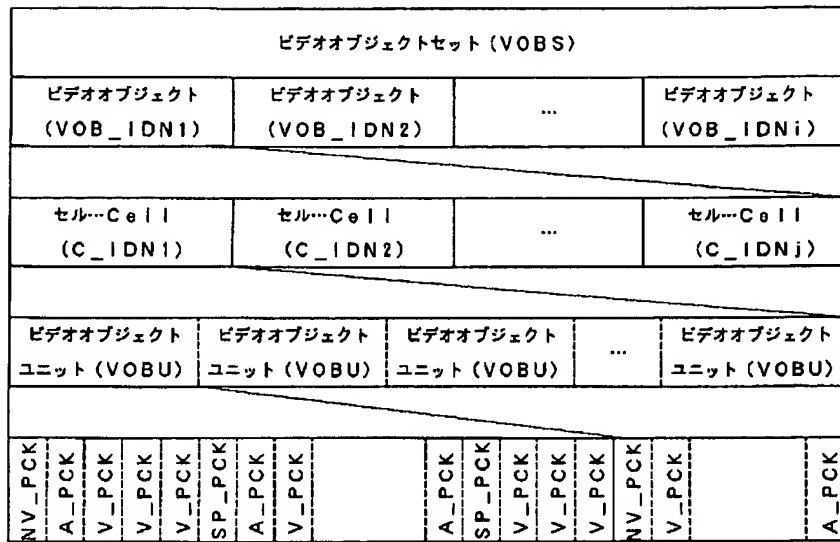 ビデオオブジェクトセット(VOBS)
ビデオオブジェクト
(VOB_IDN1)
ビデオオブジェクト
(VOB_IDN2)
…
ビデオオブジェクト
(VOB_IDNi)
セル…Cell
(C_IDN1)
セル…Cell
(C_IDN2)
…
セル…Cell
(C_IDNj)
ビデオオブジェクト
ユニット(VOBU)
ビデオオブジェクト
ユニット(VOBU)
ビデオオブジェクト
ユニット(VOBU)
…
ビデオオブジェクト
ユニット(VOBU)
NV_PCK
A_PCK
V_PCK
V_PCK
V_PCK
SP_PCK
A_PCK
V_PCK
A_PCK
SP_PCK
V_PCK
V_PCK
V_PCK
NV_PCK
V_PCK
A_PCK